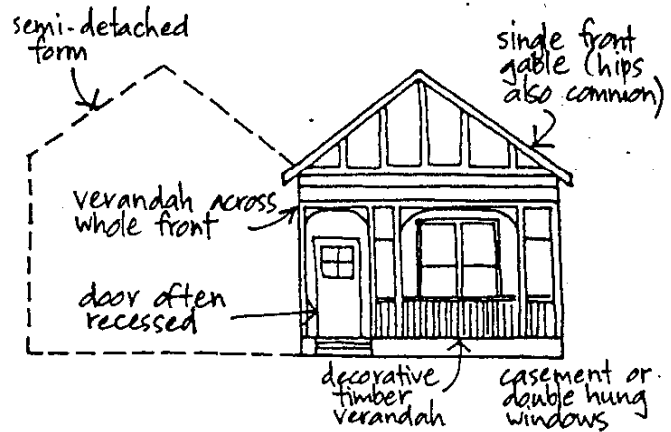 semi-detached
form
single front
gable (hips
also common)
verandah across
whole front
door often
recessed
decorative
timber
verandah
casement or
double hung
windows